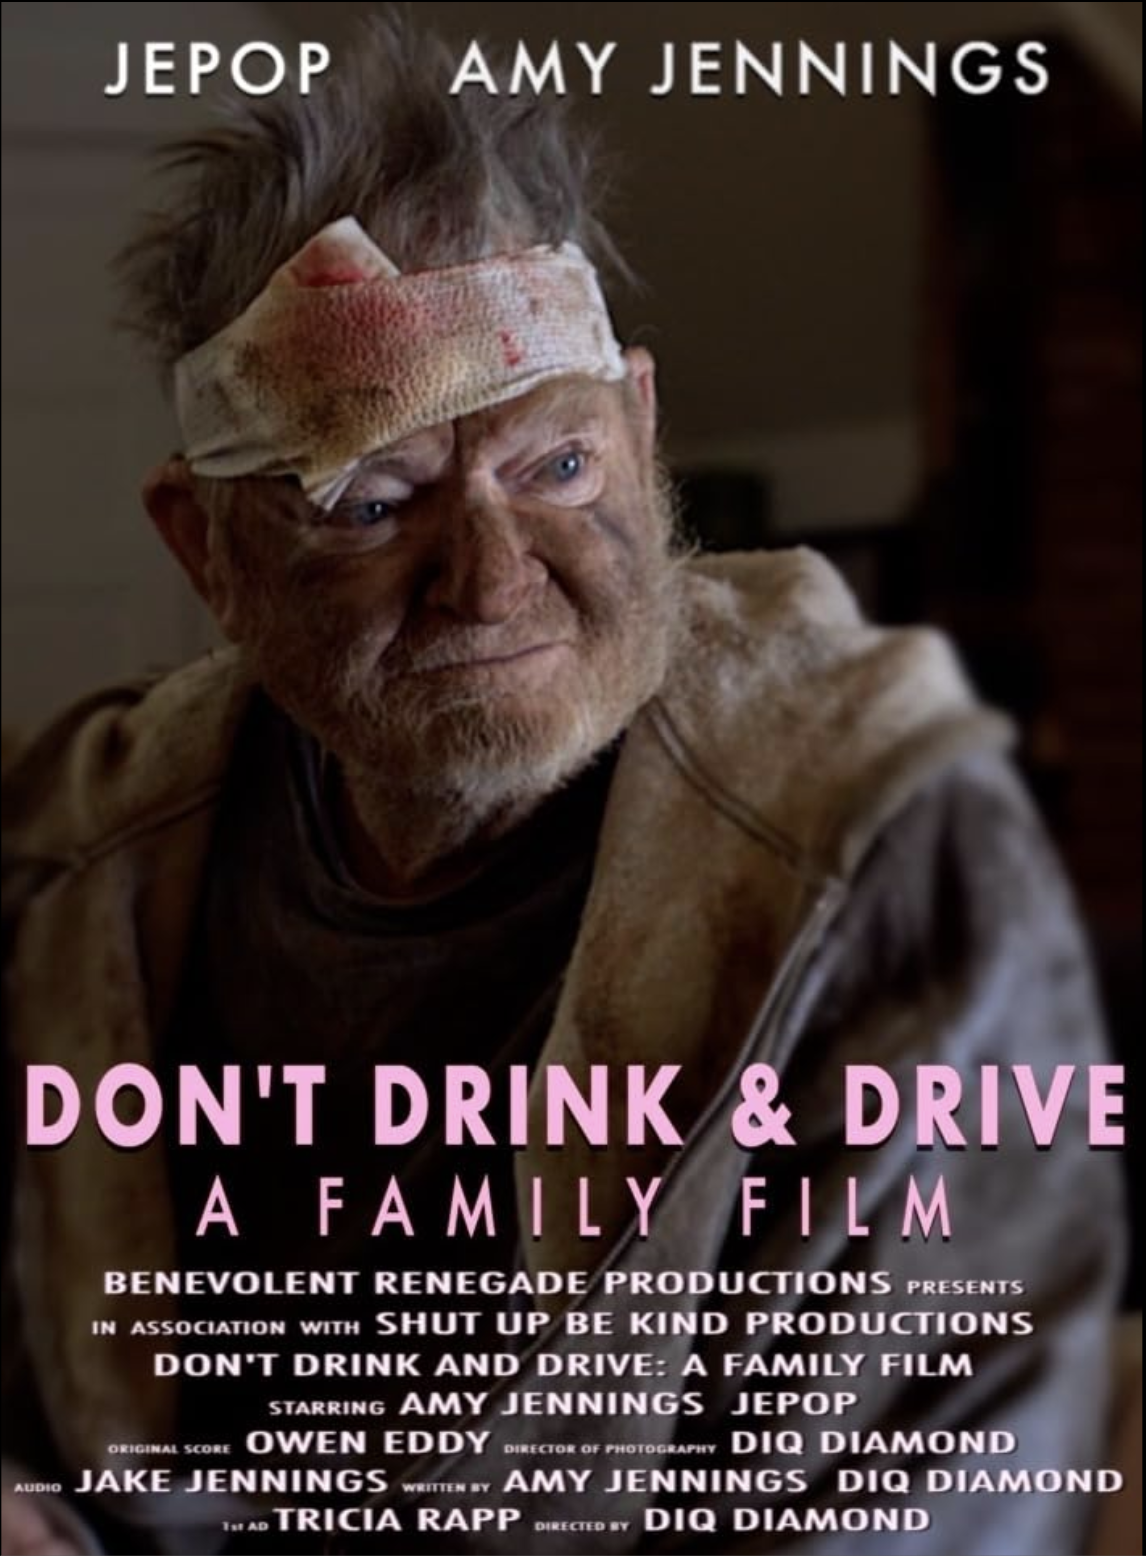 JEPOP AMY JENNINGS
DON'T DRINK & DRIVE
A FAMILY FILM
BENEVOLENT RENEGADE PRODUCTIONS PRESENTS
IN ASSOCIATION WITH SHUT UP BE KIND PRODUCTIONS
DON'T DRINK AND DRIVE: A FAMILY FILM
STARRING AMY JENNINGS JEPOP
ORIGINAL SCORE OWEN EDDY DIRECTOR OF PHOTOGRAPHY DIQ DIAMOND
AUDIO JAKE JENNINGS WRITTEN BY AMY JENNINGS DIQ DIAMOND
1st AD TRICIA RAPP DIRECTED BY DIQ DIAMOND